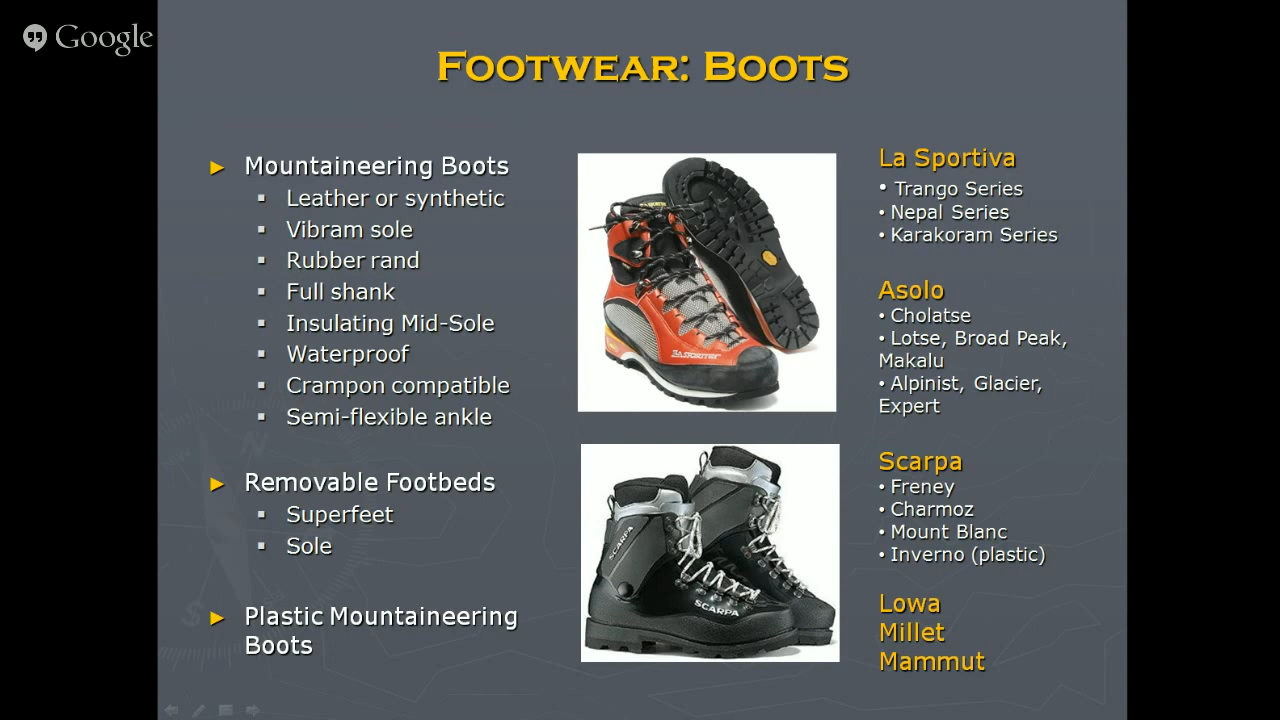 Google
Footwear: Boots
► Mountaineering Boots
▪ Leather or synthetic
▪ Vibram sole
▪ Rubber rand
▪ Full shank
▪ Insulating Mid-Sole
▪ Waterproof
▪ Crampon compatible
▪ Semi-flexible ankle
► Removable Footbeds
▪ Superfeet
▪ Sole
► Plastic Mountaineering
Boots
LA SPORTIVA
SCARPA
SCARPA
La Sportiva
• Trango Series
• Nepal Series
• Karakoram Series
Asolo
• Cholatse
• Lotse, Broad Peak,
Makalu
• Alpinist, Glacier,
Expert
Scarpa
• Freney
• Charmoz
• Mount Blanc
• Inverno (plastic)
Lowa
Millet
Mammut
N
S